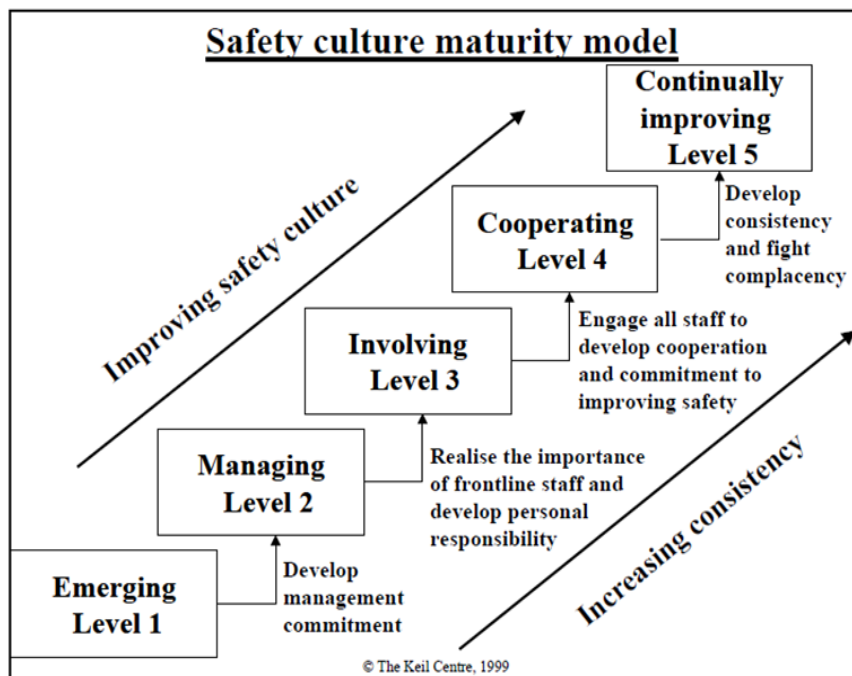 Safety culture maturity model
Continually
improving
Level 5
Develop
consistency
and fight
complacency
Improving safety culture
Cooperating
Level 4
Engage all staff to
develop cooperation
and commitment to
improving safety
Involving
Level 3
Realise the importance
of frontline staff and
develop personal
responsibility
Increasing consistency
Managing
Level 2
Develop
management
commitment
Emerging
Level 1
© The Keil Centre, 1999